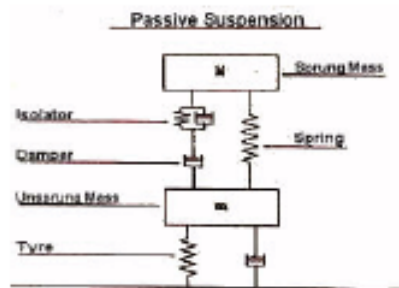 Passive Suspension
M
Sprung Mass
Isolator
Spring
Damper
Unsprung Mass
m
Tyre